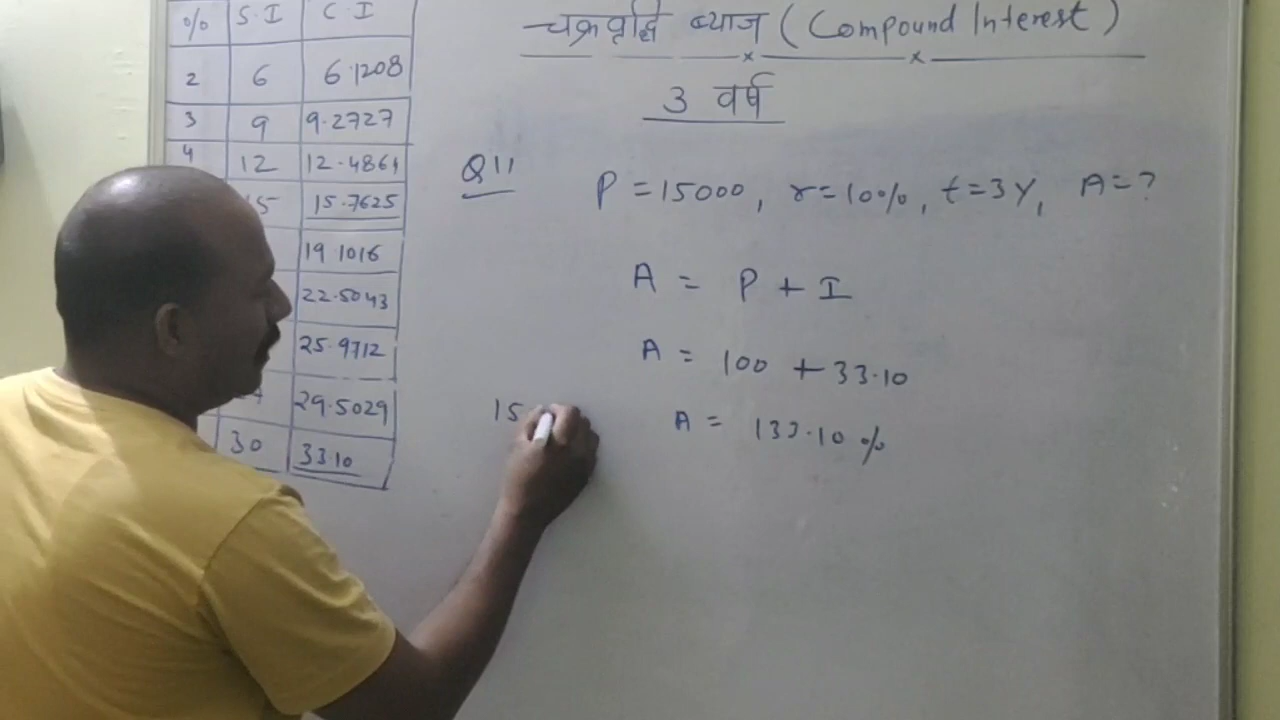 % S.I C.I
2 6 6.1208
3 9 9.2727
4 12 12.4864
15 15.7625
19.1016
22.5043
25.9712
29.5029
30 33.10
चक्रवृद्धि ब्याज (Compound Interest)
3 वर्ष
Q11 P = 15000, r = 10%, t = 3Y, A = ?
A = P + I
A = 100 + 33.10
A = 133.10 %
15